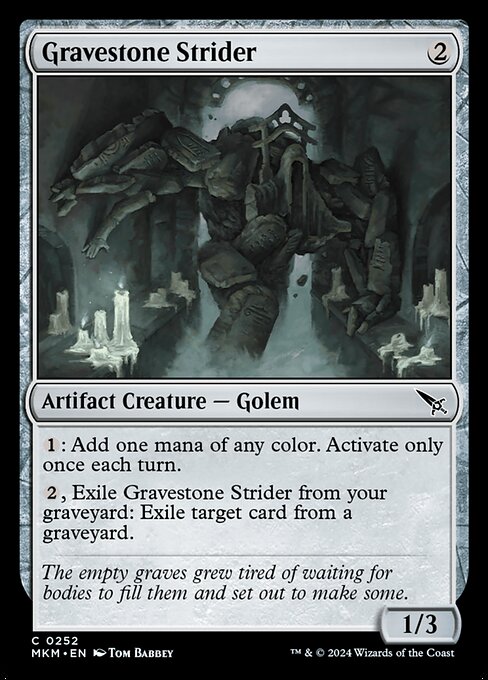 Gravestone Strider 2
Artifact Creature — Golem
1: Add one mana of any color. Activate only
once each turn.
2, Exile Gravestone Strider from your
graveyard: Exile target card from a
graveyard.
The empty graves grew tired of waiting for
bodies to fill them and set out to make some.
1/3
C 0252
MKM • EN Tom Babbey
™ & © 2024 Wizards of the Coast